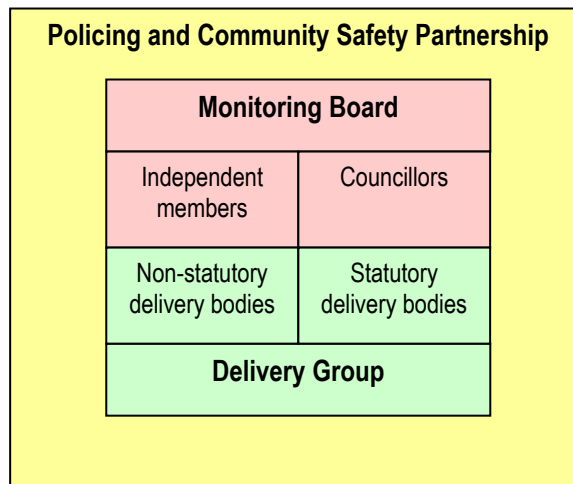 Policing and Community Safety Partnership
Monitoring Board
Independent
members
Councillors
Non-statutory
delivery bodies
Statutory
delivery bodies
Delivery Group